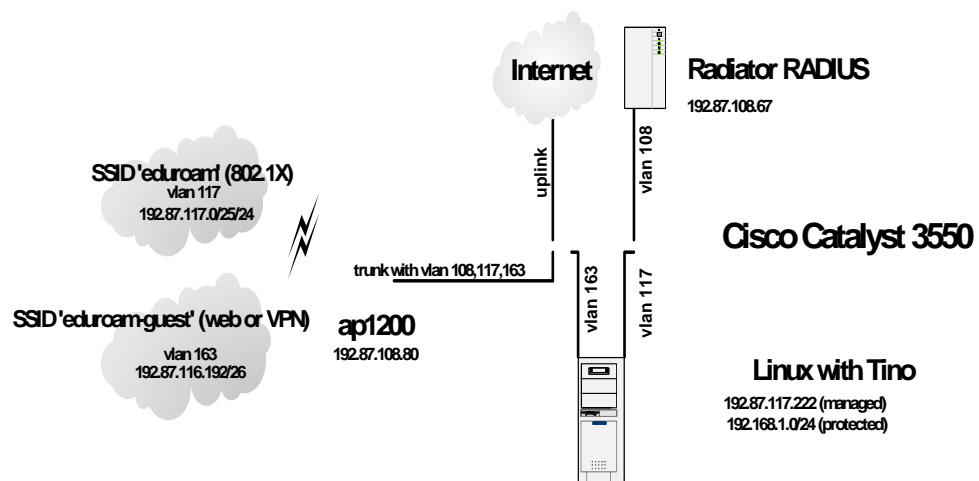 Internet
Radiator RADIUS
192.87.108.67
uplink
vlan 108
SSID 'eduroam' (802.1X)
vlan 117
192.87.117.0/25/24
Cisco Catalyst 3550
trunk with vlan 108,117,163
vlan 163
vlan 117
SSID 'eduroam-guest' (web or VPN)
vlan 163
192.87.116.192/26
ap1200
192.87.108.80
Linux with Tino
192.87.117.222 (managed)
192.168.1.0/24 (protected)